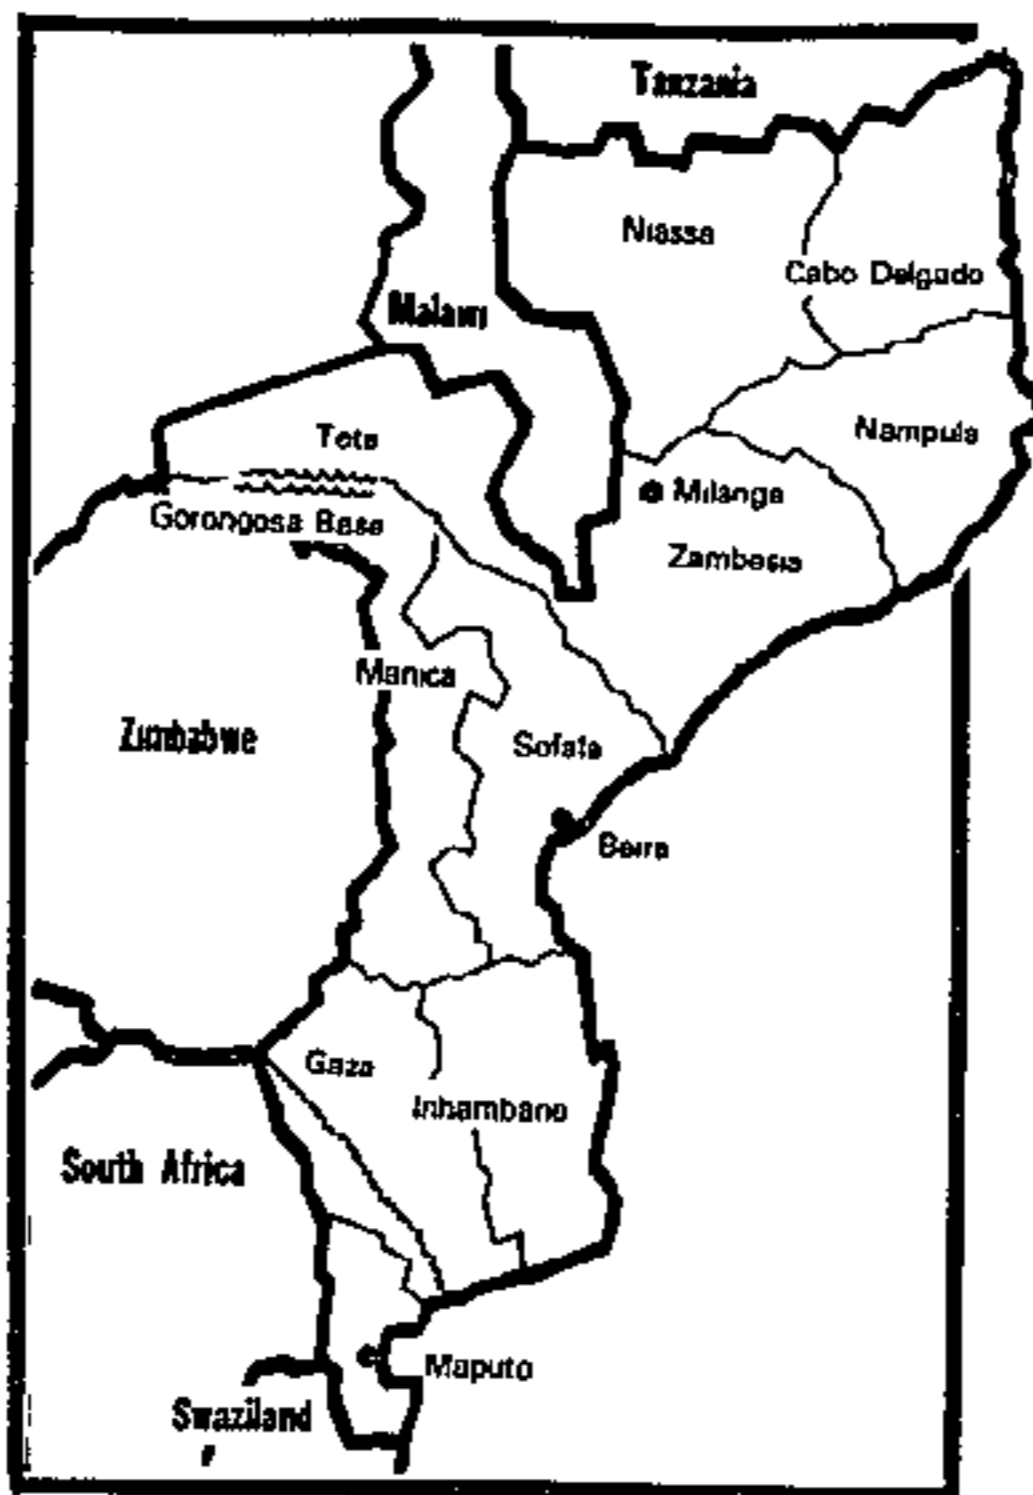 Tanzania
Niassa
Cabo Delgado
Malawi
Tete
Nampula
Milange
Gorongosa Base
Zambesia
Manica
Zimbabwe
Sofala
Beira
Gaza
Inhambane
South Africa
Maputo
Swaziland